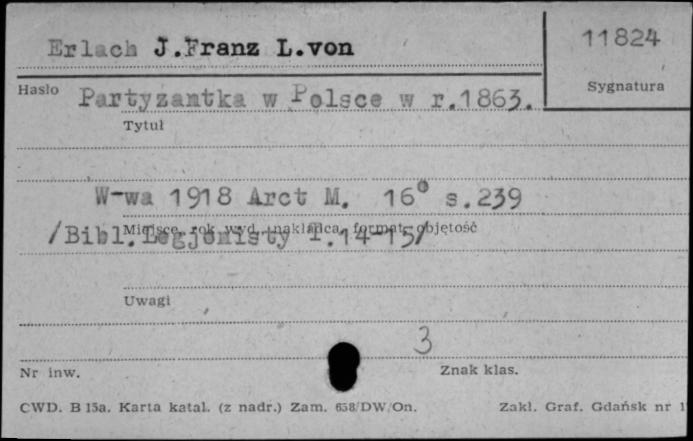 Erlach J.Franz L.von
11824
Hasło
Sygnatura
Partyzantka w Polsce w r.1863.
Tytuł
W-wa 1918 Arct M. 16° s.239
Miejsce, rok wyd., nakładca, format, objętość
/Bibl.Legjonisty T.14-15/
Uwagi
3
Nr inw.
Znak klas.
CWD. B 15a. Karta katal. (z nadr.) Zam. 658/DW/On.
Zakł. Graf. Gdańsk nr 1